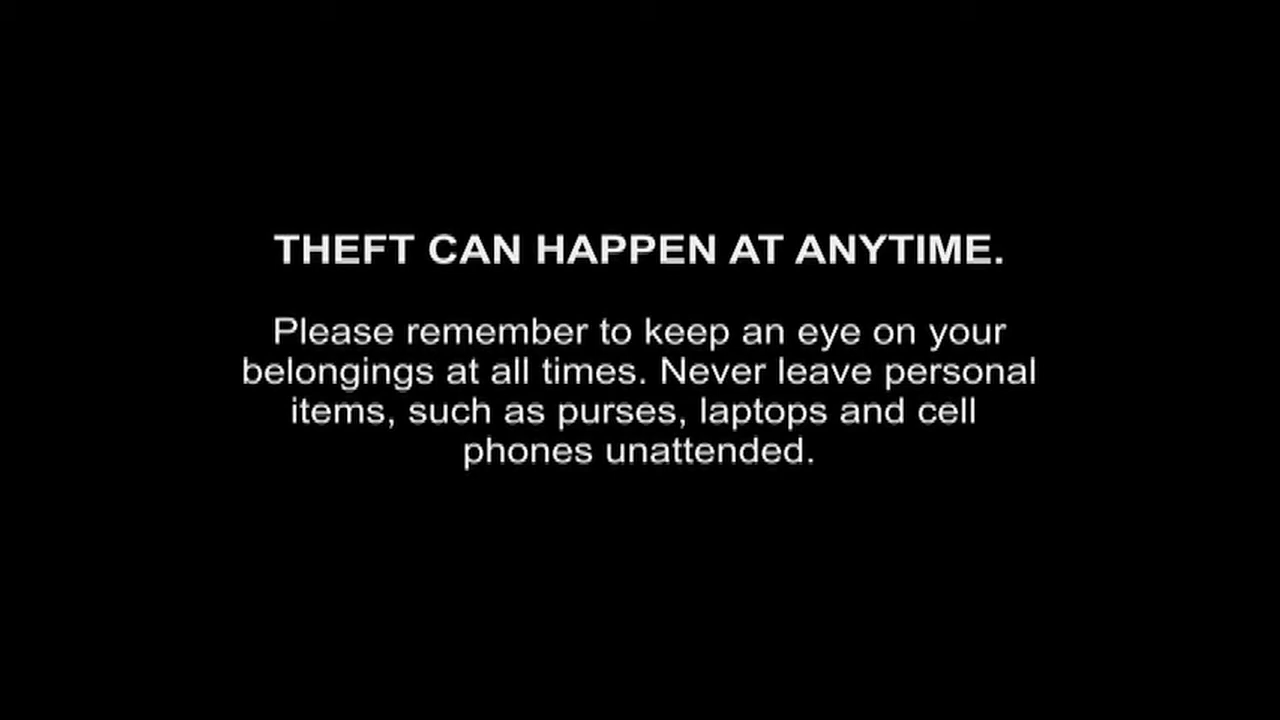 THEFT CAN HAPPEN AT ANYTIME.
Please remember to keep an eye on your
belongings at all times. Never leave personal
items, such as purses, laptops and cell
phones unattended.